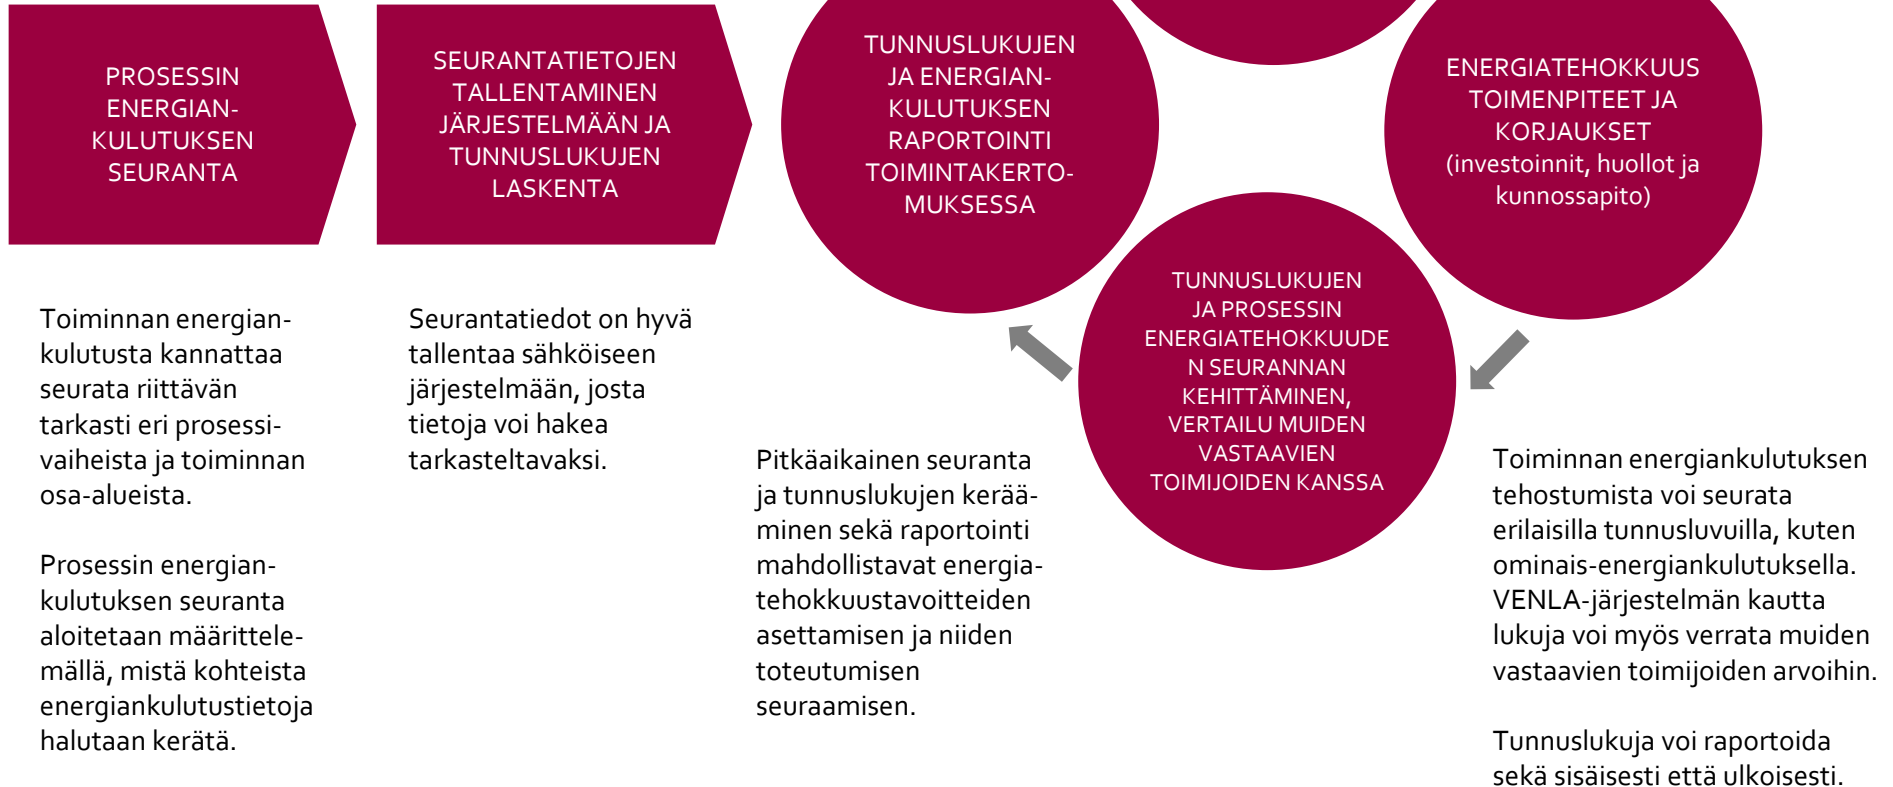 PROSESSIN
ENERGIAN-
KULUTUKSEN
SEURANTA
SEURANTATIETOJEN
TALLENTAMINEN
JÄRJESTELMÄÄN JA
TUNNUSLUKUJEN
LASKENTA
TUNNUSLUKUJEN
JA ENERGIAN-
KULUTUKSEN
RAPORTOINTI
TOIMINTAKERTO-
MUKSESSA
ENERGIATEHOKKUUS
TOIMENPITEET JA
KORJAUKSET
(investoinnit, huollot ja
kunnossapito)
TUNNUSLUKUJEN
JA PROSESSIN
ENERGIATEHOKKUUDE
N SEURANNAN
KEHITTÄMINEN,
VERTAILU MUIDEN
VASTAAVIEN
TOIMIJOIDEN KANSSA
Toiminnan energian-
kulutusta kannattaa
seurata riittävän
tarkasti eri prosessi-
vaiheista ja toiminnan
osa-alueista.
Prosessin energian-
kulutuksen seuranta
aloitetaan määrittele-
mällä, mistä kohteista
energiankulutustietoja
halutaan kerätä.
Seurantatiedot on hyvä
tallentaa sähköiseen
järjestelmään, josta
tietoja voi hakea
tarkasteltavaksi.
Pitkäaikainen seuranta
ja tunnuslukujen kerää-
minen sekä raportointi
mahdollistavat energia-
tehokkuustavoitteiden
asettamisen ja niiden
toteutumisen
seuraamisen.
Toiminnan energiankulutuksen
tehostumista voi seurata
erilaisilla tunnusluvuilla, kuten
ominais-energiankulutuksella.
VENLA-järjestelmän kautta
lukuja voi myös verrata muiden
vastaavien toimijoiden arvoihin.
Tunnuslukuja voi raportoida
sekä sisäisesti että ulkoisesti.